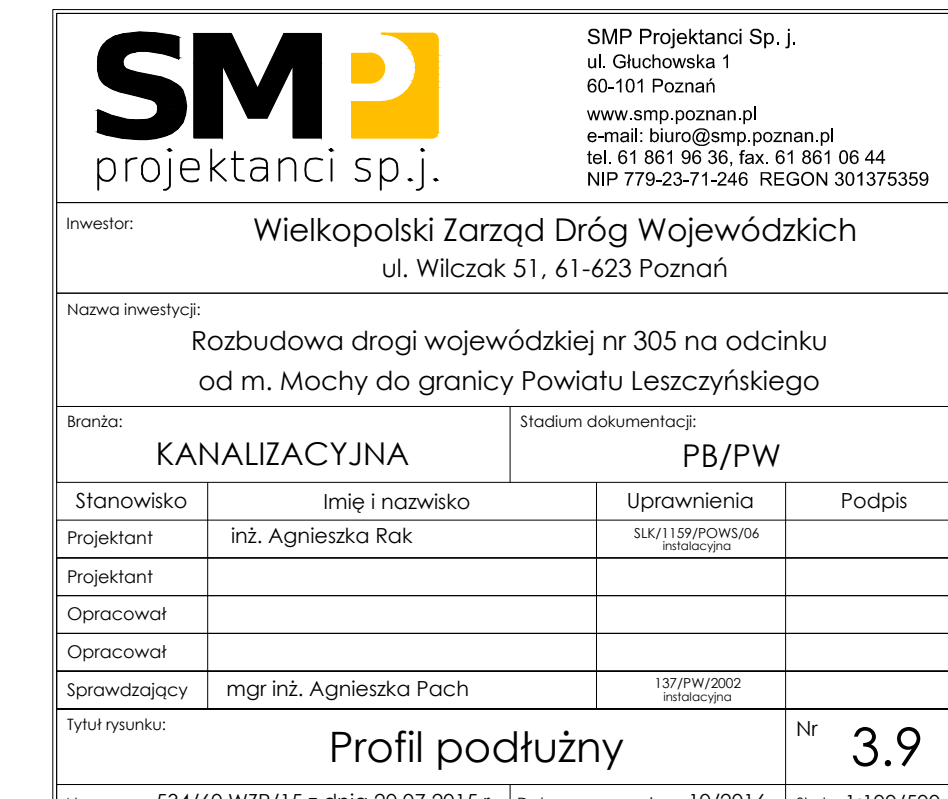 SMP
projektanci sp.j.
SMP Projektanci Sp. j.
ul. Głuchowska 1
60-101 Poznań
www.smp.poznan.pl
e-mail: biuro@smp.poznan.pl
tel. 61 861 96 36, fax. 61 861 06 44
NIP 779-23-71-246 REGON 301375359
Inwestor:
Wielkopolski Zarząd Dróg Wojewódzkich
ul. Wilczak 51, 61-623 Poznań
Nazwa inwestycji:
Rozbudowa drogi wojewódzkiej nr 305 na odcinku
od m. Mochy do granicy Powiatu Leszczyńskiego
Branża:
KANALIZACYJNA
Stadium dokumentacji:
PB/PW
Stanowisko Imię i nazwisko Uprawnienia Podpis
Projektant inż. Agnieszka Rak SLK/1159/POWS/06
instalacyjna
Projektant
Opracował
Opracował
Sprawdzający mgr inż. Agnieszka Pach 137/PW/2002
instalacyjna
Tytuł rysunku:
Profil podłużny
Nr 3.9